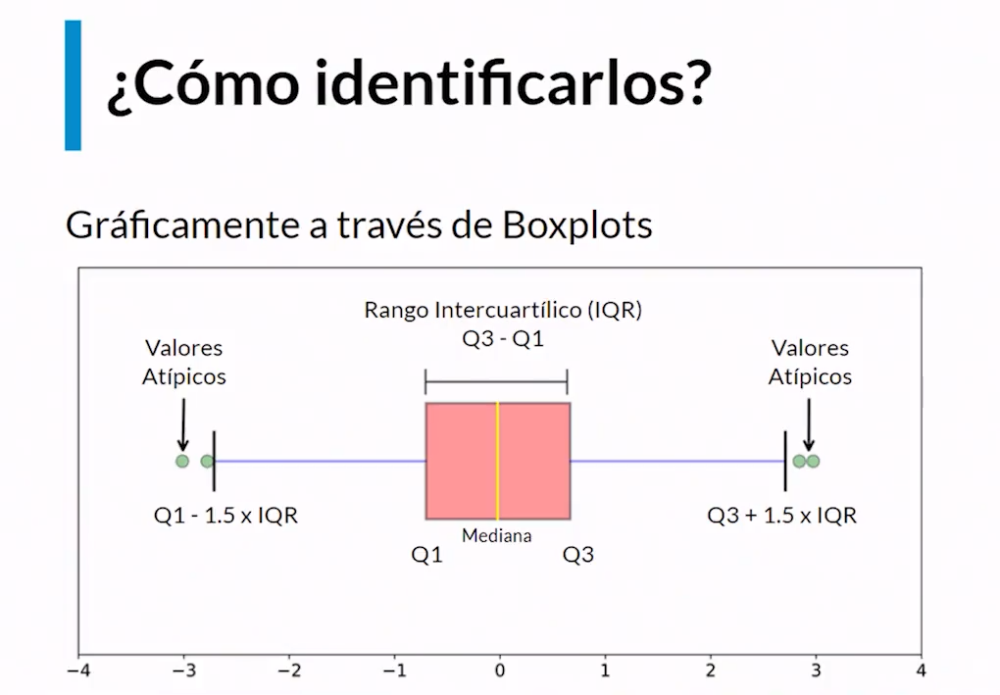 ¿Cómo identificarlos?
Gráficamente a través de Boxplots
Rango Intercuartílico (IQR)
Q3 - Q1
Valores
Atípicos
Valores
Atípicos
Q1 - 1.5 x IQR
Q3 + 1.5 x IQR
Mediana
Q1
Q3
−4 −3 −2 −1 0 1 2 3 4